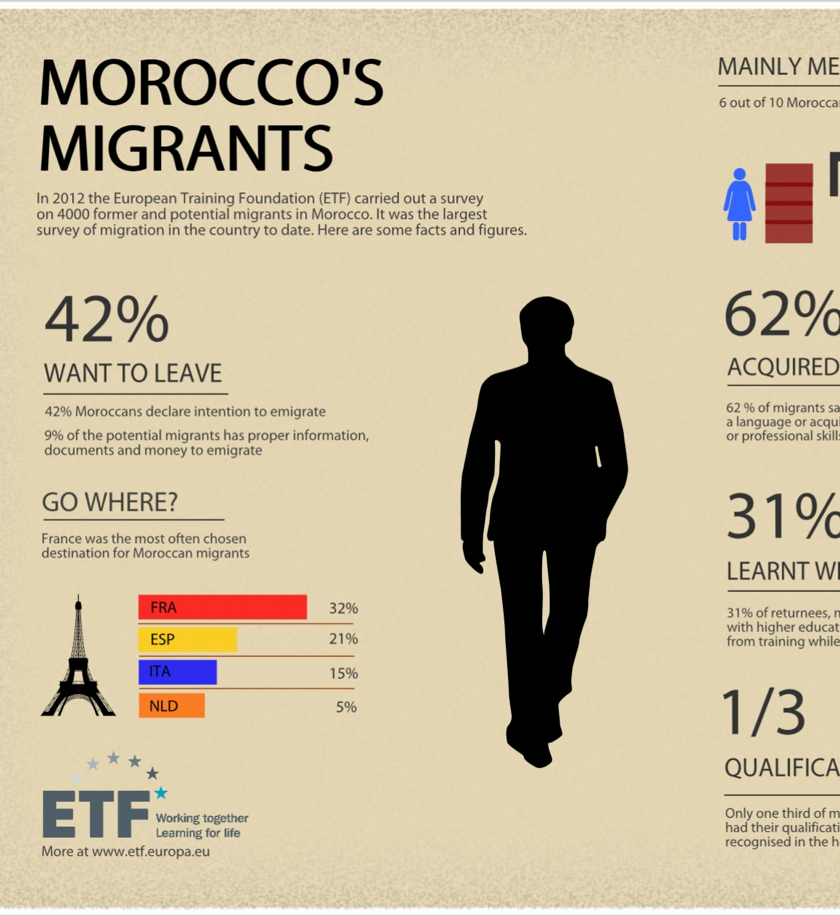 MOROCCO'S
MIGRANTS
In 2012 the European Training Foundation (ETF) carried out a survey
on 4000 former and potential migrants in Morocco. It was the largest
survey of migration in the country to date. Here are some facts and figures.
42%
WANT TO LEAVE
42% Moroccans declare intention to emigrate
9% of the potential migrants has proper information,
documents and money to emigrate
GO WHERE?
France was the most often chosen
destination for Moroccan migrants
FRA 32%
ESP 21%
ITA 15%
NLD 5%
ETF Working together
Learning for life
More at www.etf.europa.eu
MAINLY
6 out of 10
62%
ACQUIRED
62 % of migrants
a language or
or professional
31%
LEARNT
31% of returnees,
with higher
from training while
1/3
Only one third of
had their
recognised in the